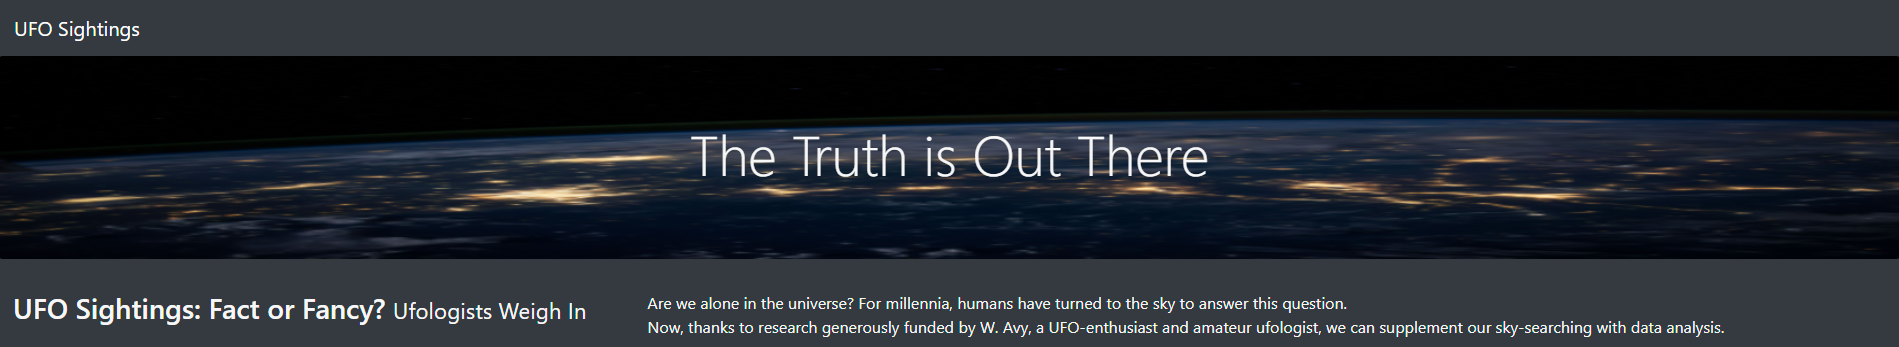 UFO Sightings
The Truth is Out There
UFO Sightings: Fact or Fancy? Ufologists Weigh In
Are we alone in the universe? For millennia, humans have turned to the sky to answer this question.
Now, thanks to research generously funded by W. Avy, a UFO-enthusiast and amateur ufologist, we can supplement our sky-searching with data analysis.